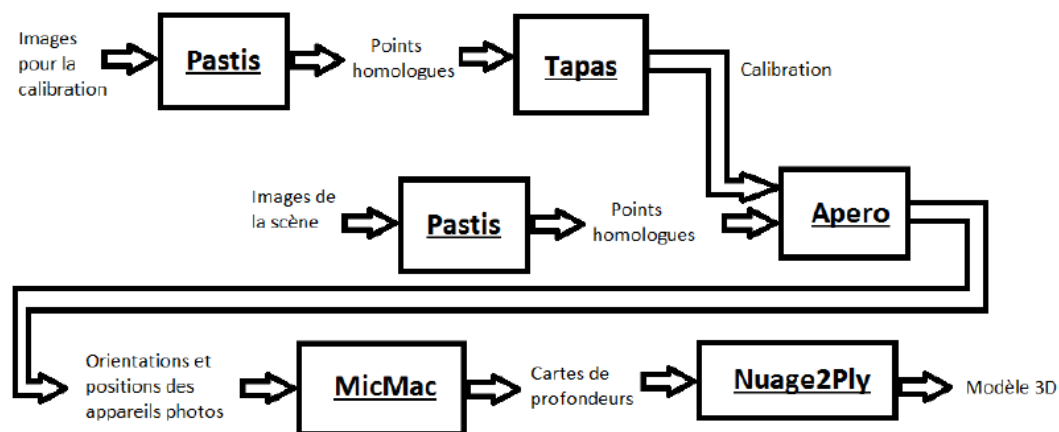 Images
pour la
calibration
Pastis
Points
homologues
Tapas
Calibration
Images de
la scène
Pastis
Points
homologues
Apero
Orientations et
positions des
appareils photos
MicMac
Cartes de
profondeurs
Nuage2Ply
Modèle 3D